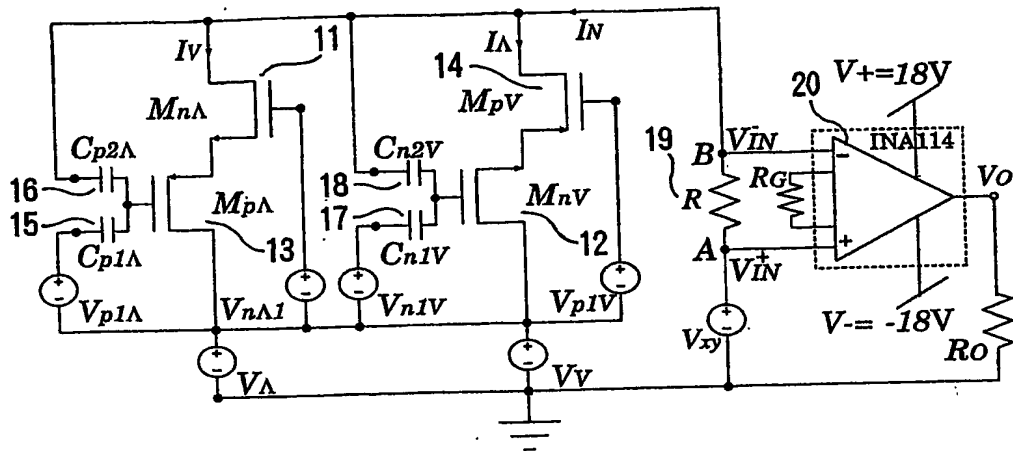 11
IV
MnΛ
Cp2Λ
16
15
Cp1Λ
MpΛ
13
Vp1Λ
VnΛ1
VΛ
IΛ
IN
14
MpV
Cn2V
18
17
Cn1V
MnV
12
Vn1V
Vp1V
VV
V+=18V
20
INA114
19
B
VIN-
R
RG
A
VIN+
-
+
VO
Vxy
V-= -18V
RO